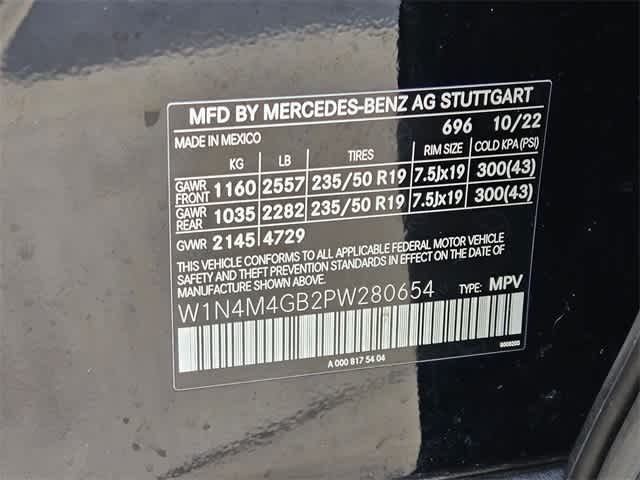 MFD BY MERCEDES-BENZ AG STUTTGART
696 10/22
MADE IN MEXICO
KG LB TIRES RIM SIZE COLD KPA(PSI)
GAWR FRONT 1160 2557 235/50 R19 7.5Jx19 300(43)
GAWR REAR 1035 2282 235/50 R19 7.5Jx19 300(43)
GVWR 2145 4729
THIS VEHICLE CONFORMS TO ALL APPLICABLE FEDERAL MOTOR VEHICLE
SAFETY AND THEFT PREVENTION STANDARDS IN EFFECT ON THE DATE OF
MANUFACTURE SHOWN ABOVE.
W1N4M4GB2PW280654 TYPE: MPV
A 000 817 54 04